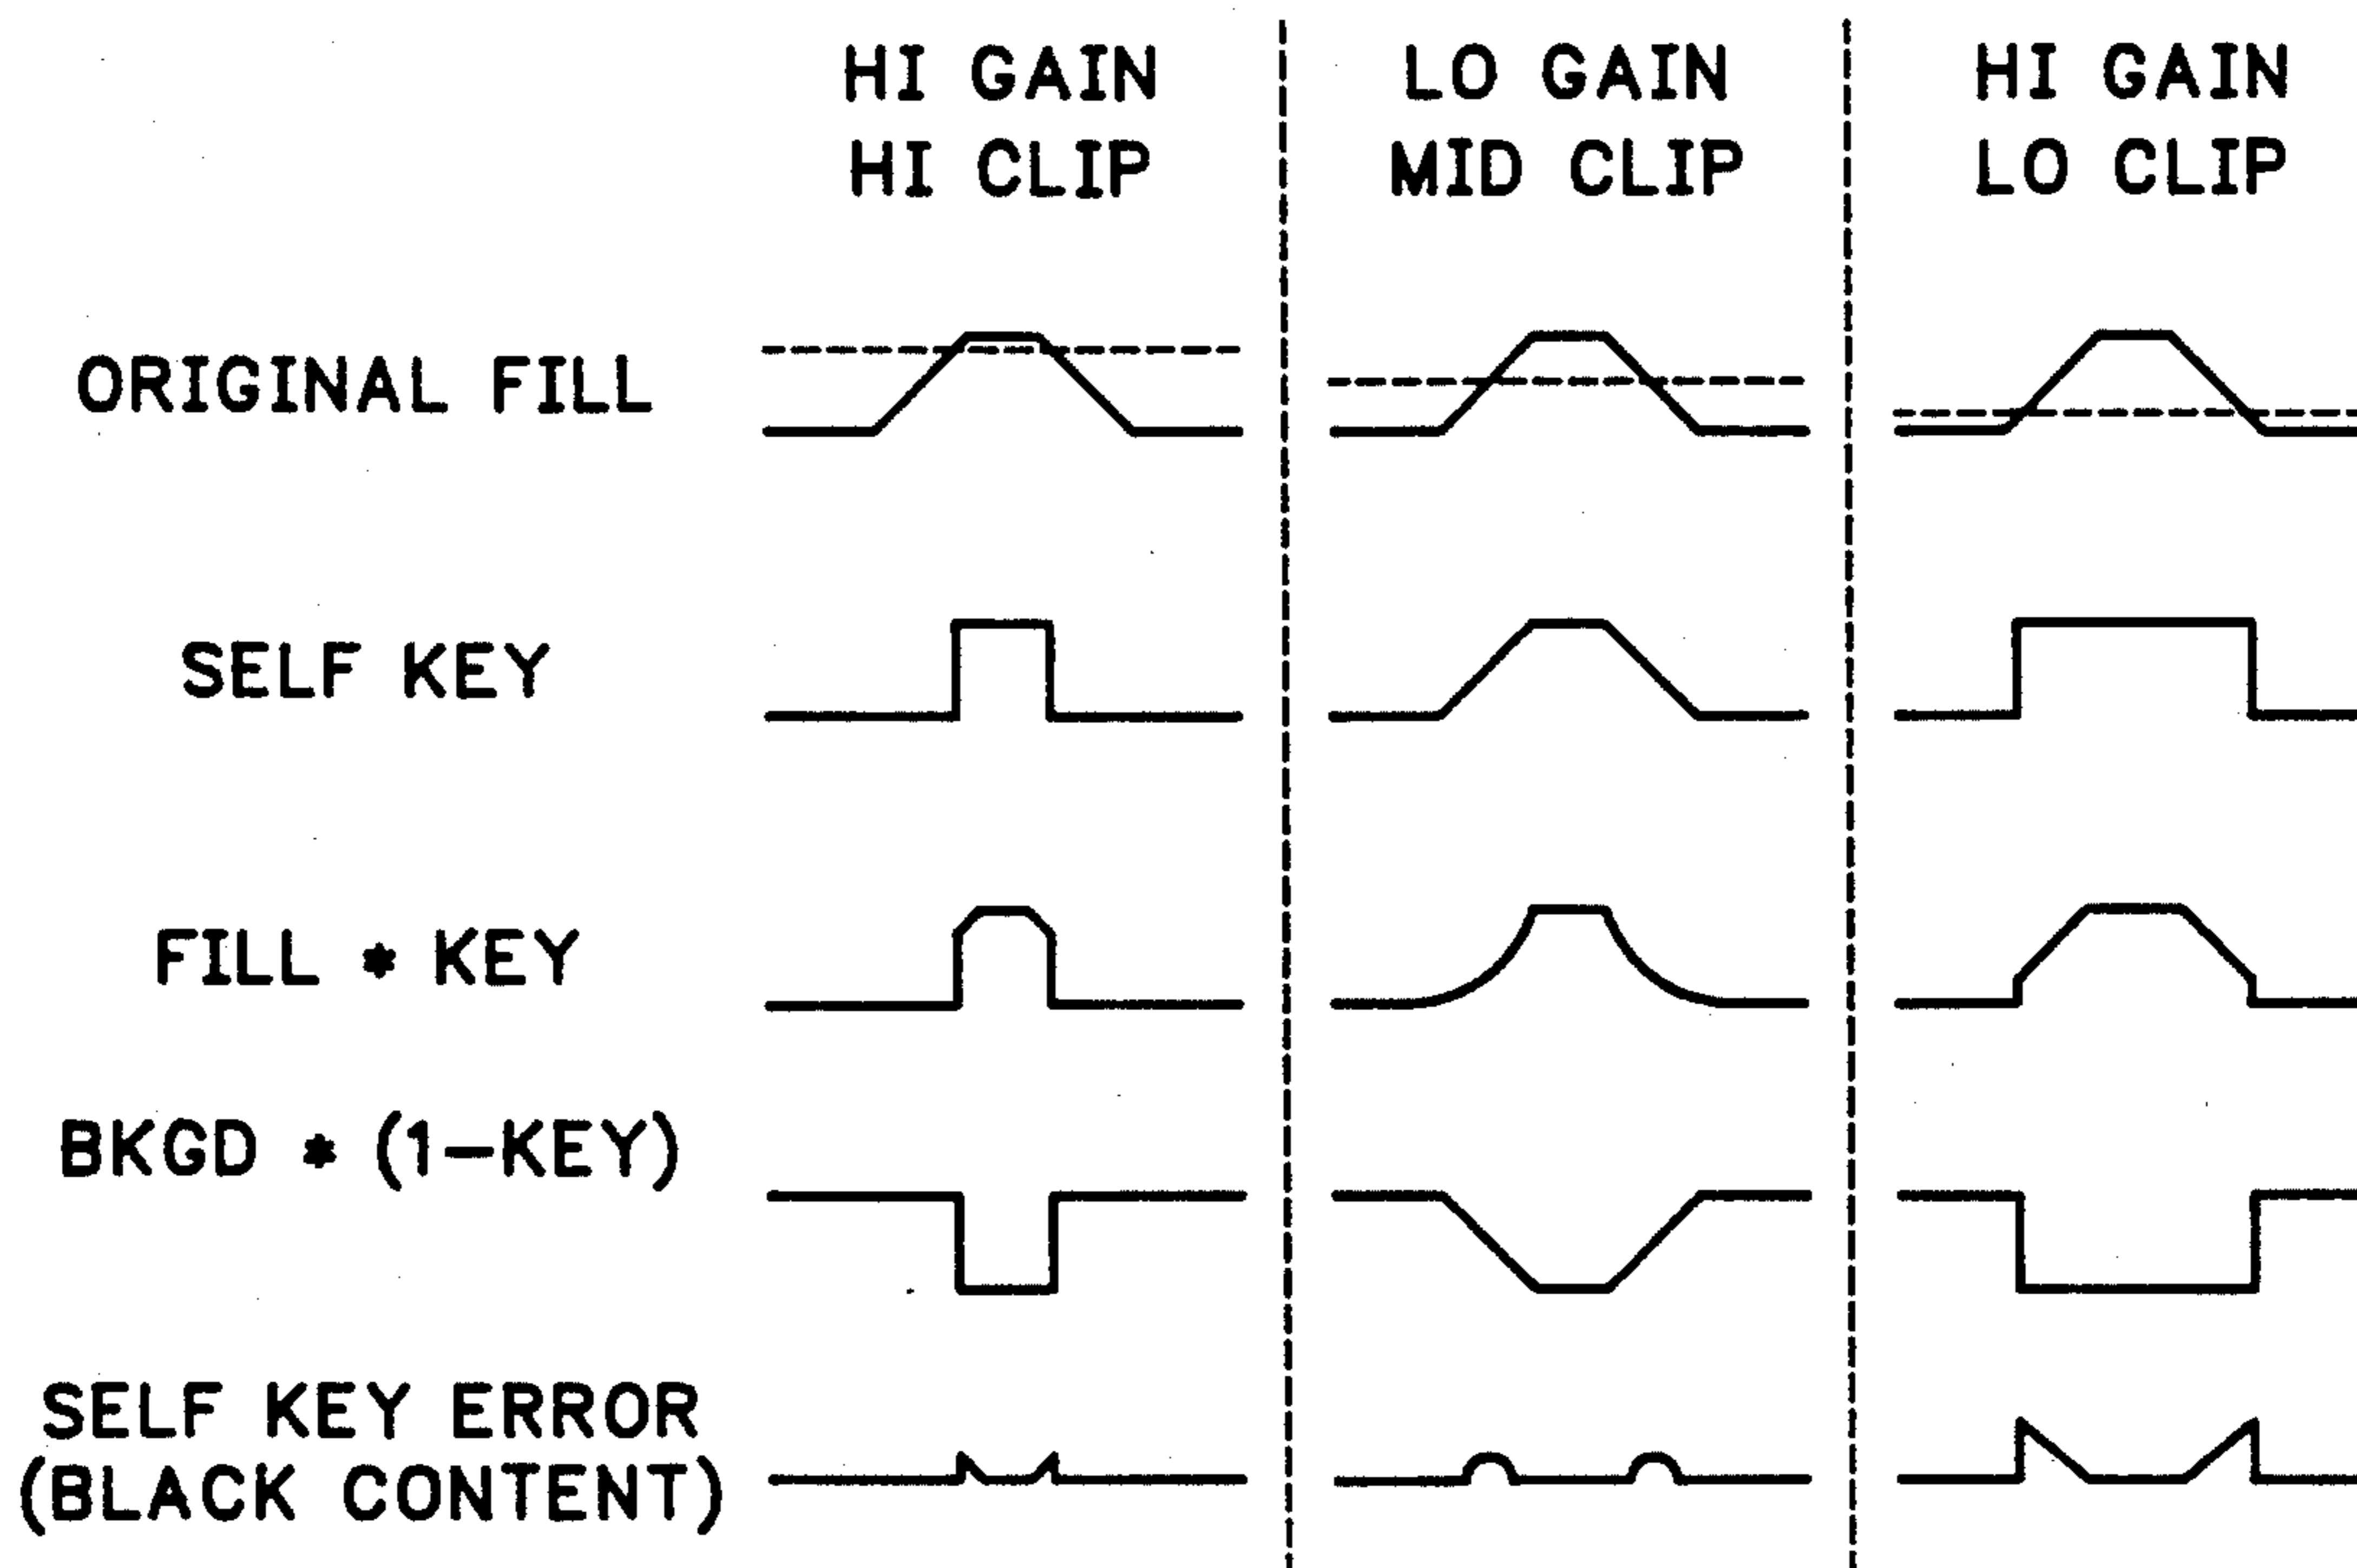 HI GAIN
HI CLIP
LO GAIN
MID CLIP
HI GAIN
LO CLIP
ORIGINAL FILL
SELF KEY
FILL * KEY
BKGD * (1-KEY)
SELF KEY ERROR
(BLACK CONTENT)